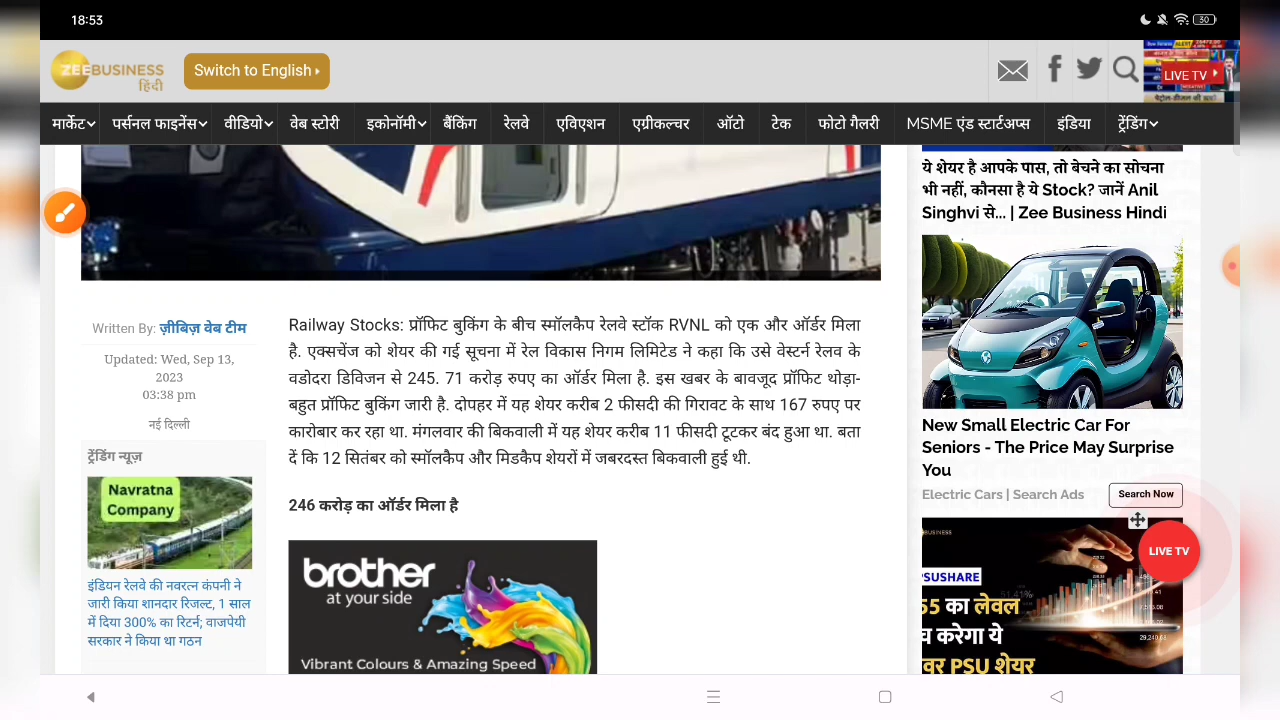 18:53
30
ZEEBUSINESS
हिंदी
Switch to English
LIVE TV
मार्केट
पर्सनल फाइनेंस
वीडियो
वेब स्टोरी
इकोनॉमी
बैंकिंग
रेलवे
एविएशन
एग्रीकल्चर
ऑटो
टेक
फोटो गैलरी
MSME एंड स्टार्टअप्स
इंडिया
ट्रेंडिंग
Written By: ज़ीबिज़ वेब टीम
Updated: Wed, Sep 13,
2023
03:38 pm
नई दिल्ली
ट्रेंडिंग न्यूज़
Navratna
Company
इंडियन रेलवे की नवरत्न कंपनी ने
जारी किया शानदार रिजल्ट, 1 साल
में दिया 300% का रिटर्न; वाजपेयी
सरकार ने किया था गठन
Railway Stocks: प्रॉफिट बुकिंग के बीच स्मॉलकैप रेलवे स्टॉक RVNL को एक और ऑर्डर मिला
है. एक्सचेंज को शेयर की गई सूचना में रेल विकास निगम लिमिटेड ने कहा कि उसे वेस्टर्न रेलव के
वडोदरा डिविजन से 245. 71 करोड़ रुपए का ऑर्डर मिला है. इस खबर के बावजूद प्रॉफिट थोड़ा-
बहुत प्रॉफिट बुकिंग जारी है. दोपहर में यह शेयर करीब 2 फीसदी की गिरावट के साथ 167 रुपए पर
कारोबार कर रहा था. मंगलवार की बिकवाली में यह शेयर करीब 11 फीसदी टूटकर बंद हुआ था. बता
दें कि 12 सितंबर को स्मॉलकैप और मिडकैप शेयरों में जबरदस्त बिकवाली हुई थी.
246 करोड़ का ऑर्डर मिला है
brother
at your side
Vibrant Colours & Amazing Speed
ये शेयर है आपके पास, तो बेचने का सोचना
भी नहीं, कौनसा है ये Stock? जानें Anil
Singhvi से... | Zee Business Hindi
New Small Electric Car For
Seniors - The Price May Surprise
You
Electric Cars | Search Ads
Search Now
BUSINESS
PSUSHARE
51.41%
55 का लेवल
च करेगा ये
वर PSU शेयर
29,240.68
LIVE TV